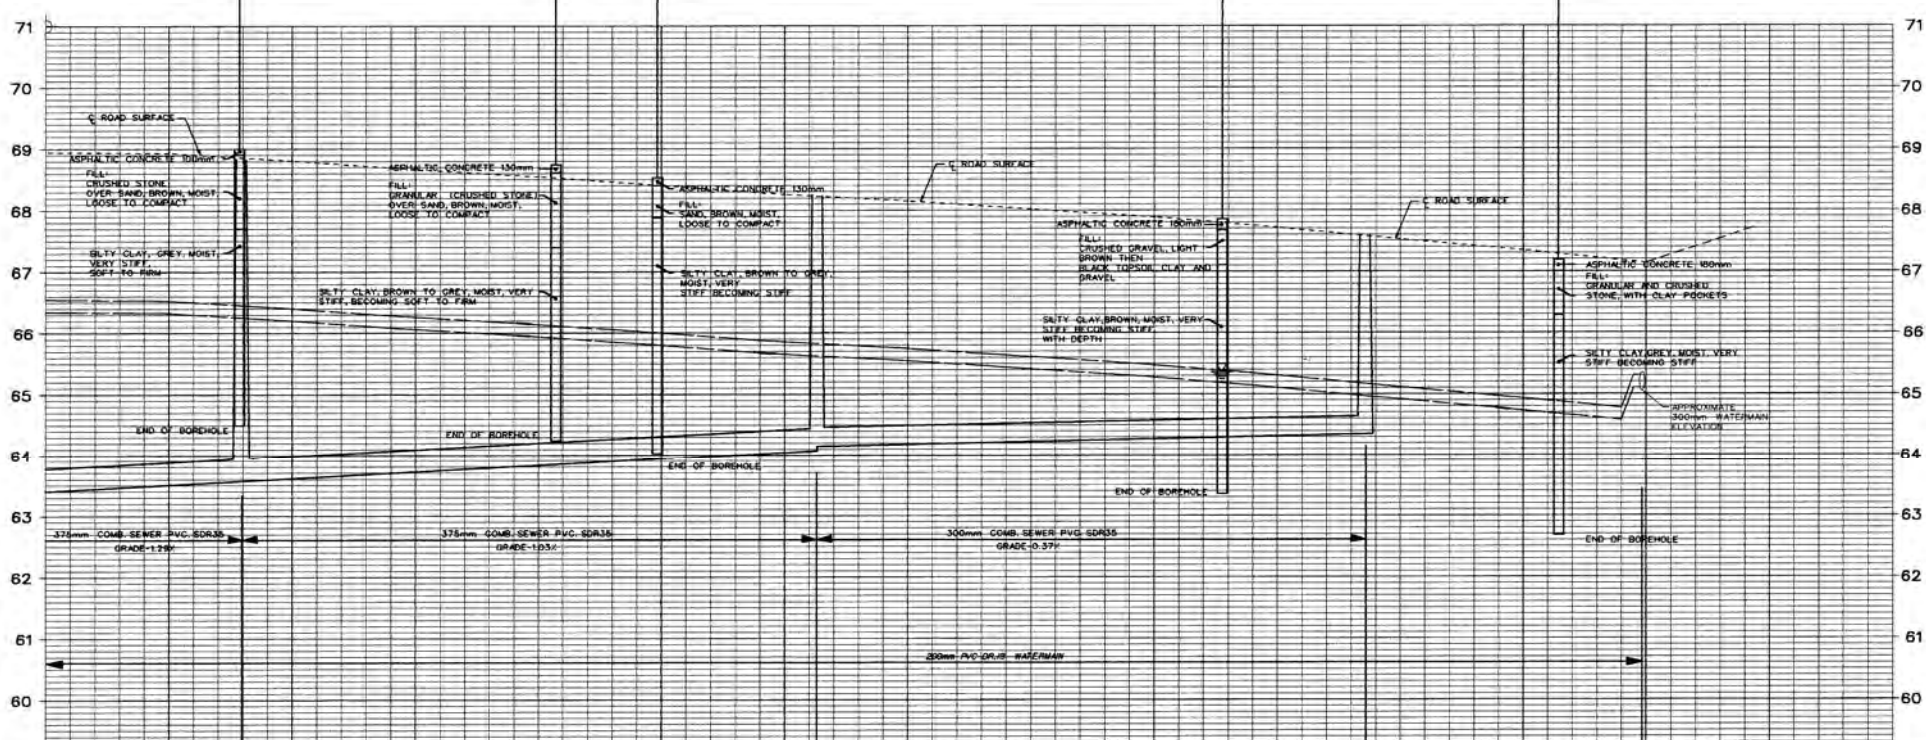 71
70
69
68
67
66
65
64
63
62
61
60
℄ ROAD SURFACE
ASPHALTIC CONCRETE 100mm
FILL:
CRUSHED STONE
OVER SAND, BROWN, MOIST,
LOOSE TO COMPACT
SILTY CLAY, GREY, MOIST,
VERY STIFF,
SOFT TO FIRM
END OF BOREHOLE
ASPHALTIC CONCRETE 130mm
FILL:
GRANULAR (CRUSHED STONE)
OVER SAND, BROWN, MOIST,
LOOSE TO COMPACT
SILTY CLAY, BROWN TO GREY, MOIST, VERY
STIFF, BECOMING SOFT TO FIRM
END OF BOREHOLE
ASPHALTIC CONCRETE 130mm
FILL:
SAND, BROWN, MOIST,
LOOSE TO COMPACT
SILTY CLAY, BROWN TO GREY,
MOIST, VERY
STIFF BECOMING STIFF
END OF BOREHOLE
℄ ROAD SURFACE
ASPHALTIC CONCRETE 180mm
FILL:
CRUSHED GRAVEL, LIGHT
BROWN THEN
BLACK TOPSOIL, CLAY AND
GRAVEL
SILTY CLAY, BROWN, MOIST, VERY
STIFF BECOMING STIFF,
WITH DEPTH
END OF BOREHOLE
℄ ROAD SURFACE
ASPHALTIC CONCRETE 180mm
FILL:
GRANULAR AND CRUSHED
STONE, WITH CLAY POCKETS
SILTY CLAY, GREY, MOIST, VERY
STIFF BECOMING STIFF
APPROXIMATE
300mm WATERMAIN
ELEVATION
END OF BOREHOLE
375mm COMB. SEWER PVC. SDR35
GRADE-1.29%
375mm COMB. SEWER PVC. SDR35
GRADE-1.03%
300mm COMB. SEWER PVC. SDR35
GRADE-0.37%
200mm PVC DR.18 WATERMAIN
71
70
69
68
67
66
65
64
63
62
61
60